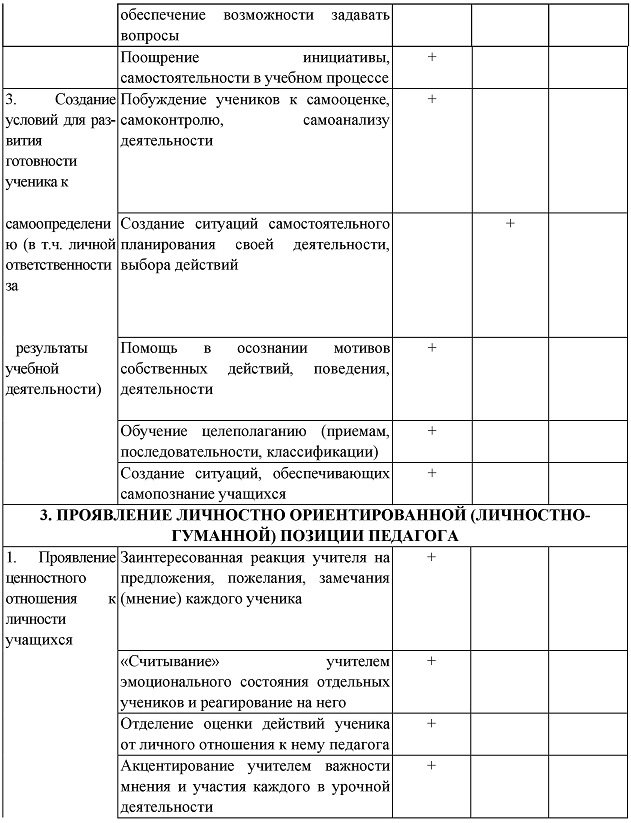 обеспечение возможности задавать
вопросы
Поощрение инициативы,
самостоятельности в учебном процессе
+
3. Создание
условий для раз-
вития
готовности
ученика к
Побуждение учеников к самооценке,
самоконтролю, самоанализу
деятельности
+
самоопределени
ю (в т.ч. личной
ответственности
за
Создание ситуаций самостоятельного
планирования своей деятельности,
выбора действий
+
результаты
учебной
деятельности)
Помощь в осознании мотивов
собственных действий, поведения,
деятельности
+
Обучение целеполаганию (приемам,
последовательности, классификации)
+
Создание ситуаций, обеспечивающих
самопознание учащихся
+
3. ПРОЯВЛЕНИЕ ЛИЧНОСТНО ОРИЕНТИРОВАННОЙ (ЛИЧНОСТНО-
ГУМАННОЙ) ПОЗИЦИИ ПЕДАГОГА
1. Проявление
ценностного
отношения к
личности
учащихся
Заинтересованная реакция учителя на
предложения, пожелания, замечания
(мнение) каждого ученика
+
«Считывание» учителем
эмоционального состояния отдельных
учеников и реагирование на него
+
Отделение оценки действий ученика
от личного отношения к нему педагога
+
Акцентирование учителем важности
мнения и участия каждого в урочной
деятельности
+